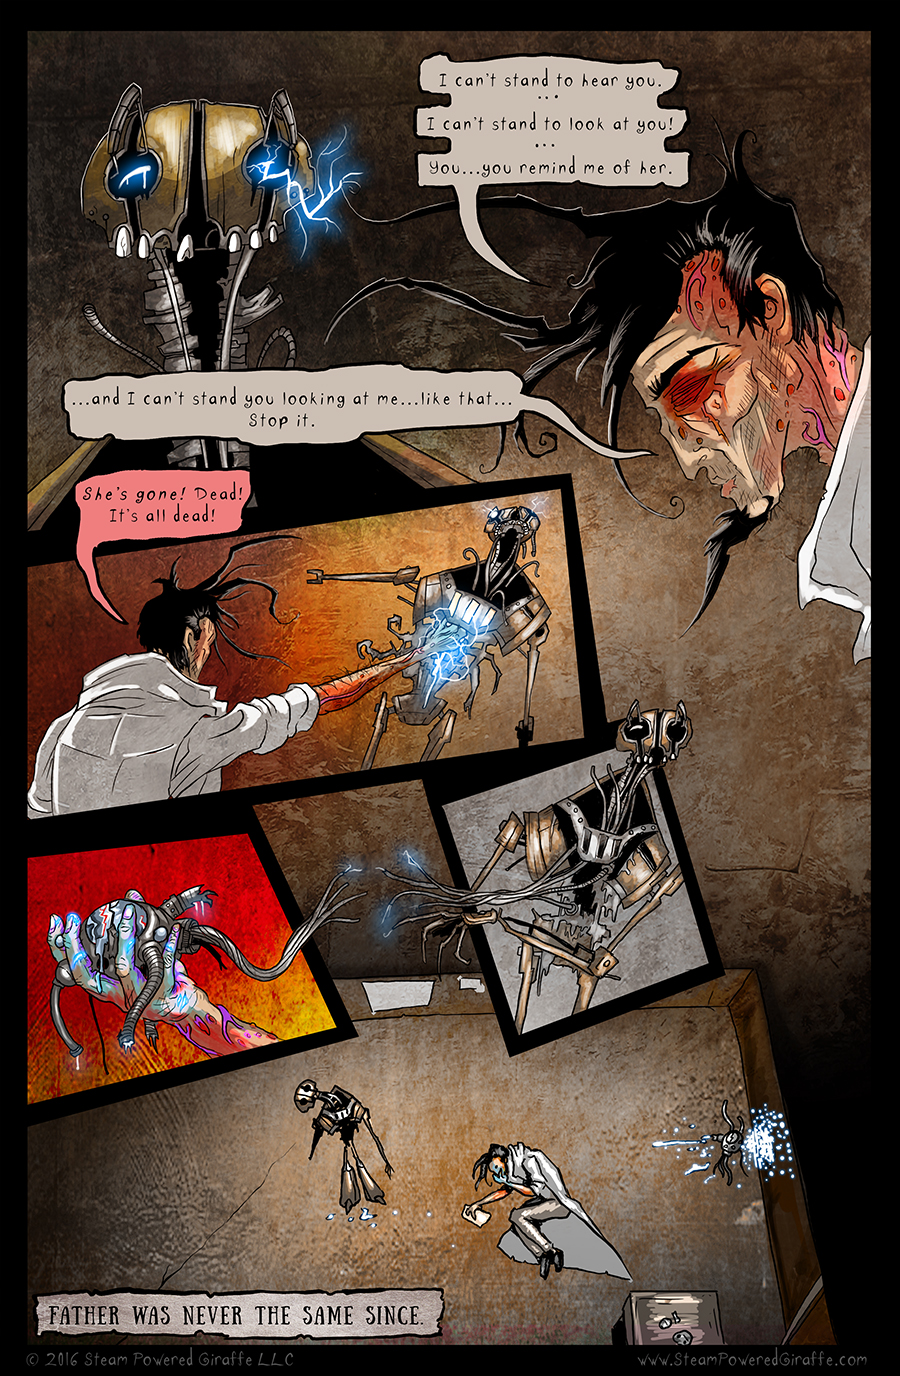 I can't stand to hear you.
...
I can't stand to look at you!
...
You...you remind me of her.
...and I can't stand you looking at me...like that...
Stop it.
She's gone! Dead!
It's all dead!
FATHER WAS NEVER THE SAME SINCE.
© 2016 Steam Powered Giraffe LLC
www.SteamPoweredGiraffe.com